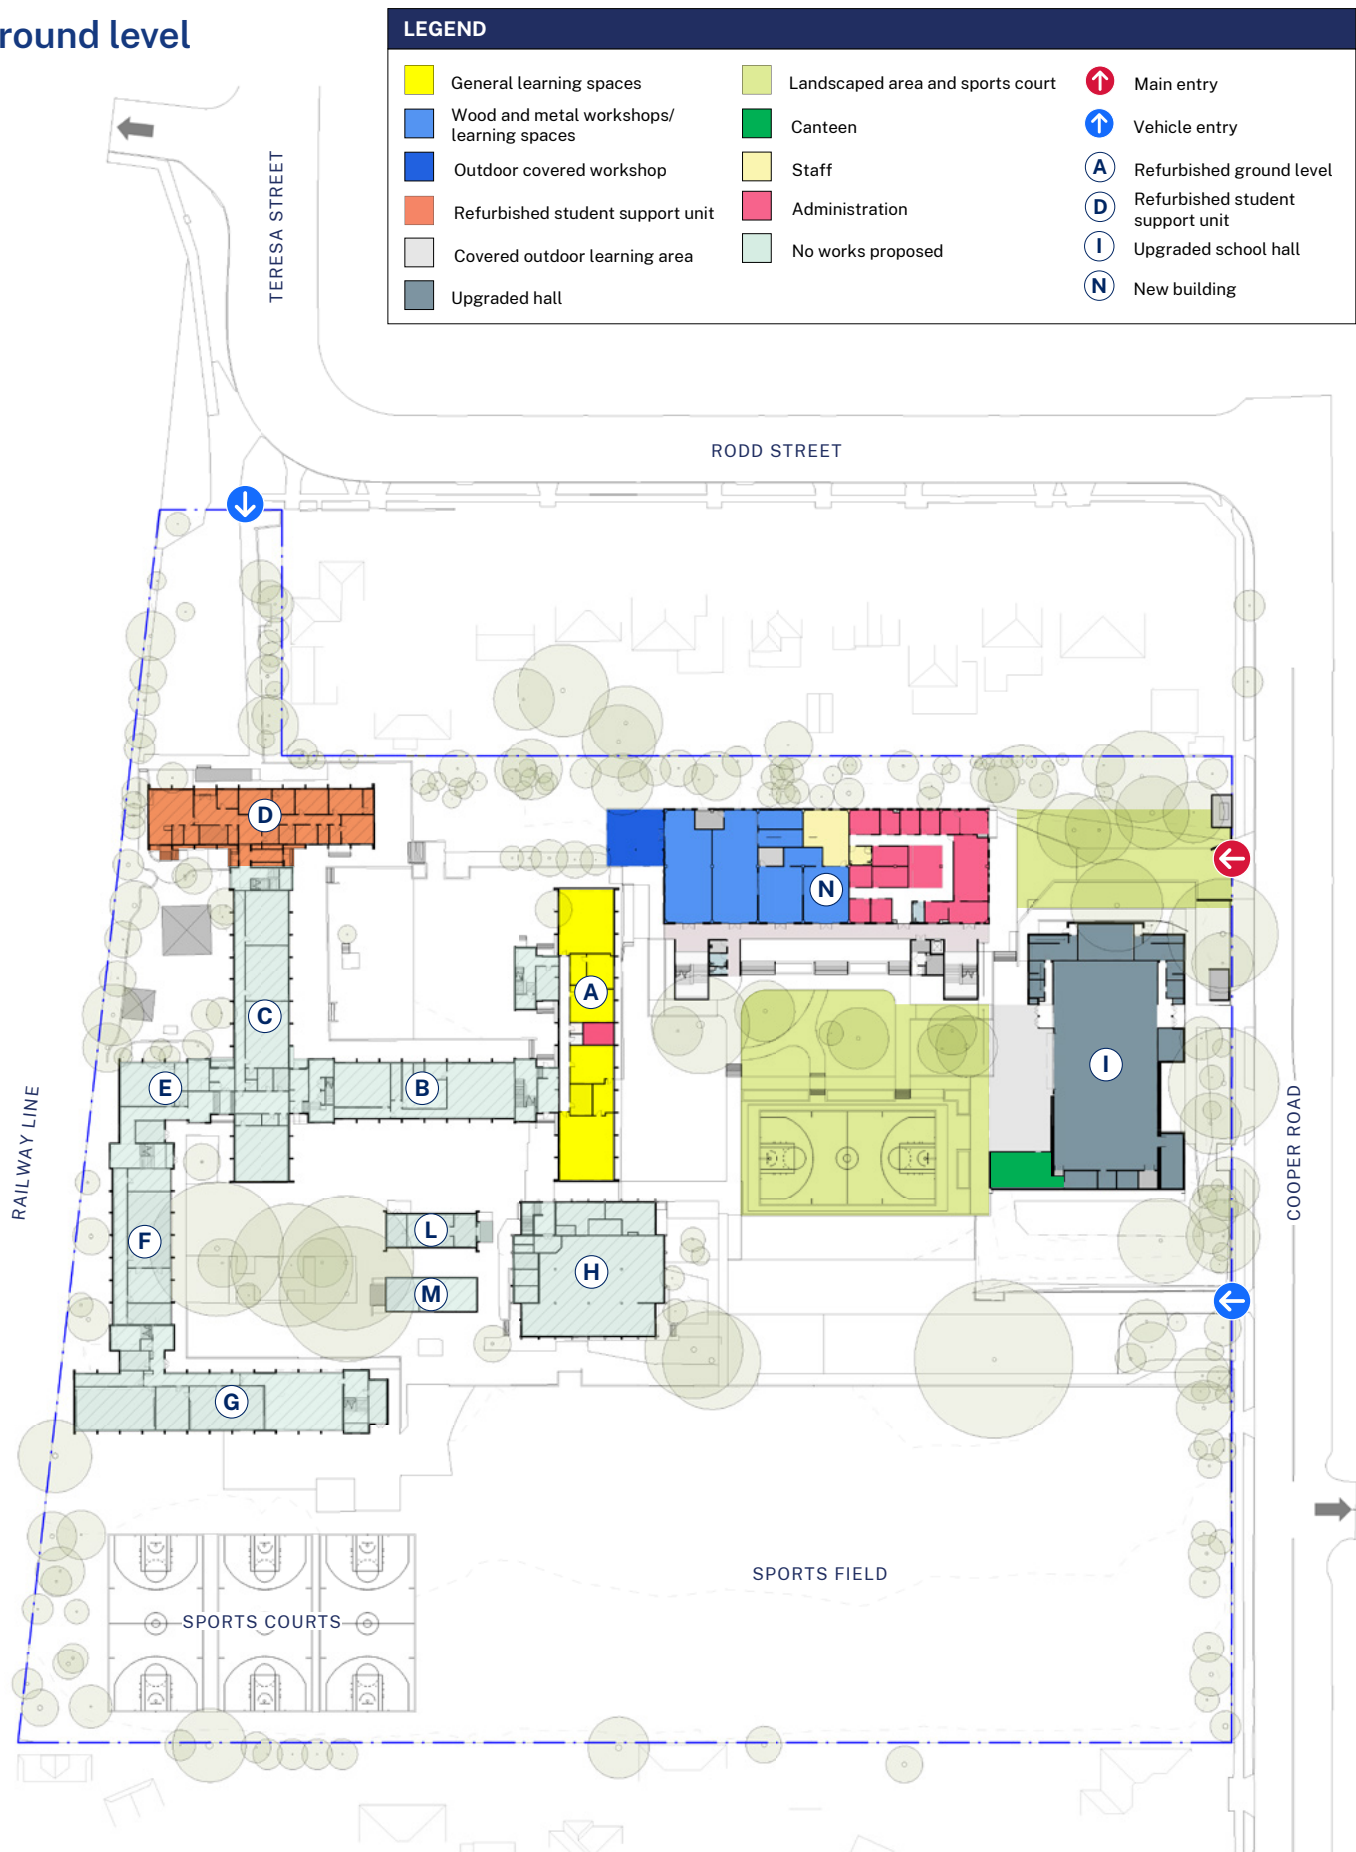 round level
LEGEND
General learning spaces
Wood and metal workshops/
learning spaces
Outdoor covered workshop
Refurbished student support unit
Covered outdoor learning area
Upgraded hall
Landscaped area and sports court
Canteen
Staff
Administration
No works proposed
Main entry
Vehicle entry
A Refurbished ground level
D Refurbished student
support unit
I Upgraded school hall
N New building
TERESA STREET
RODD STREET
D
N
A
C
I
E
B
RAILWAY LINE
COOPER ROAD
L
F
H
M
G
SPORTS FIELD
SPORTS COURTS